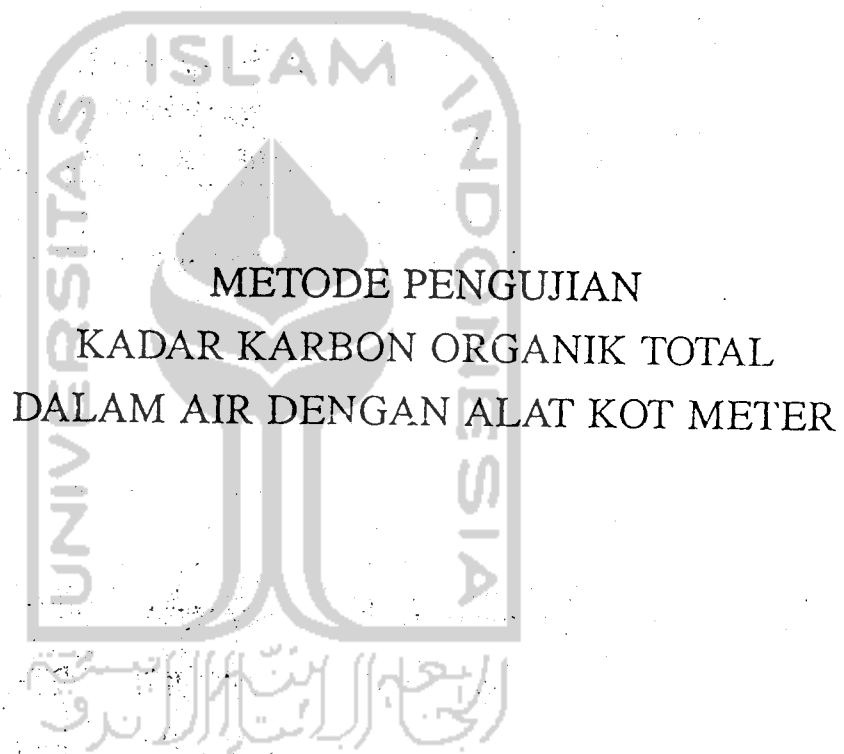 ISLAM
UNIVERSITAS
INDONESIA
METODE PENGUJIAN
KADAR KARBON ORGANIK TOTAL
DALAM AIR DENGAN ALAT KOT METER